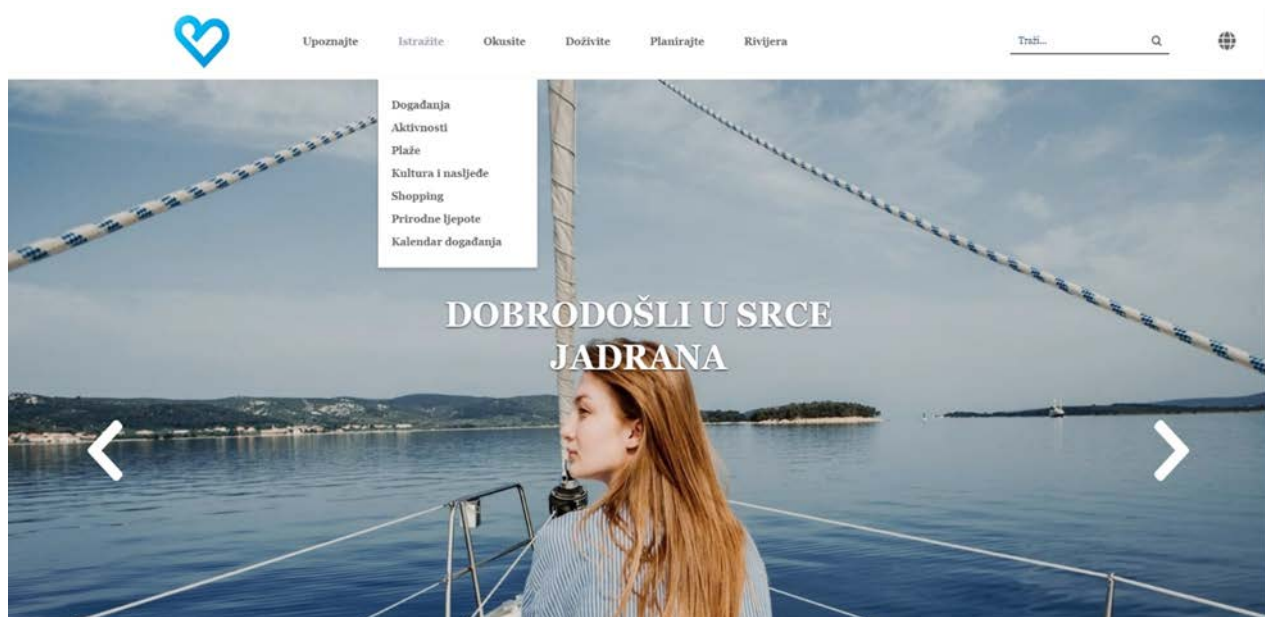 Upoznajte Istražite Okusite Doživite Planirajte Rivijera Traži...
Događanja
Aktivnosti
Plaže
Kultura i nasljeđe
Shopping
Prirodne ljepote
Kalendar događanja
DOBRODOŠLI U SRCE
JADRANA